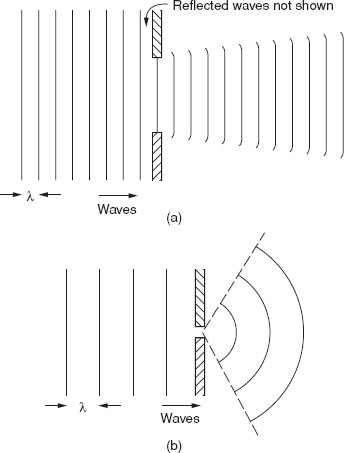 Reflected waves not shown
λ
Waves
(a)
λ
Waves
(b)